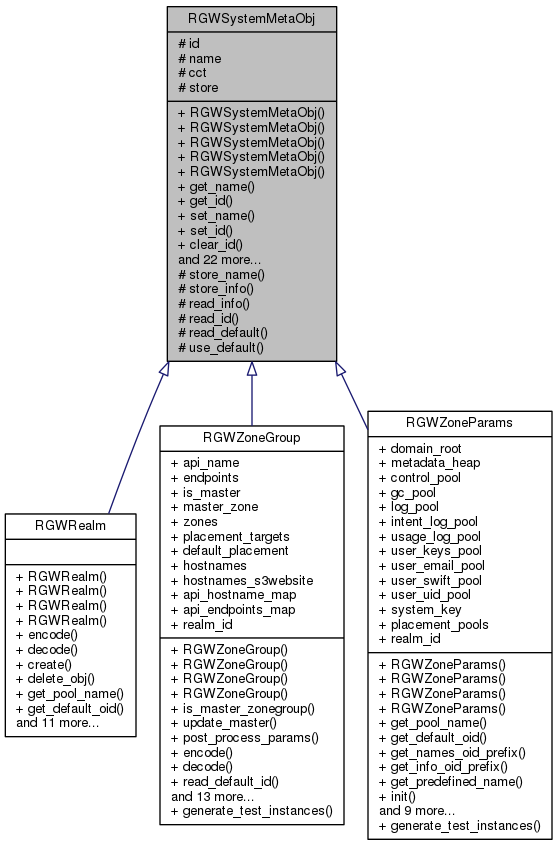 RGWSystemMetaObj
# id
# name
# cct
# store
+ RGWSystemMetaObj()
+ RGWSystemMetaObj()
+ RGWSystemMetaObj()
+ RGWSystemMetaObj()
+ RGWSystemMetaObj()
+ get_name()
+ get_id()
+ set_name()
+ set_id()
+ clear_id()
and 22 more...
# store_name()
# store_info()
# read_info()
# read_id()
# read_default()
# use_default()
RGWRealm
+ RGWRealm()
+ RGWRealm()
+ RGWRealm()
+ RGWRealm()
+ encode()
+ decode()
+ create()
+ delete_obj()
+ get_pool_name()
+ get_default_oid()
and 11 more...
RGWZoneGroup
+ api_name
+ endpoints
+ is_master
+ master_zone
+ zones
+ placement_targets
+ default_placement
+ hostnames
+ hostnames_s3website
+ api_hostname_map
+ api_endpoints_map
+ realm_id
+ RGWZoneGroup()
+ RGWZoneGroup()
+ RGWZoneGroup()
+ RGWZoneGroup()
+ is_master_zonegroup()
+ update_master()
+ post_process_params()
+ encode()
+ decode()
+ read_default_id()
and 13 more...
+ generate_test_instances()
RGWZoneParams
+ domain_root
+ metadata_heap
+ control_pool
+ gc_pool
+ log_pool
+ intent_log_pool
+ usage_log_pool
+ user_keys_pool
+ user_email_pool
+ user_swift_pool
+ user_uid_pool
+ system_key
+ placement_pools
+ realm_id
+ RGWZoneParams()
+ RGWZoneParams()
+ RGWZoneParams()
+ RGWZoneParams()
+ get_pool_name()
+ get_default_oid()
+ get_names_oid_prefix()
+ get_info_oid_prefix()
+ get_predefined_name()
+ init()
and 9 more...
+ generate_test_instances()